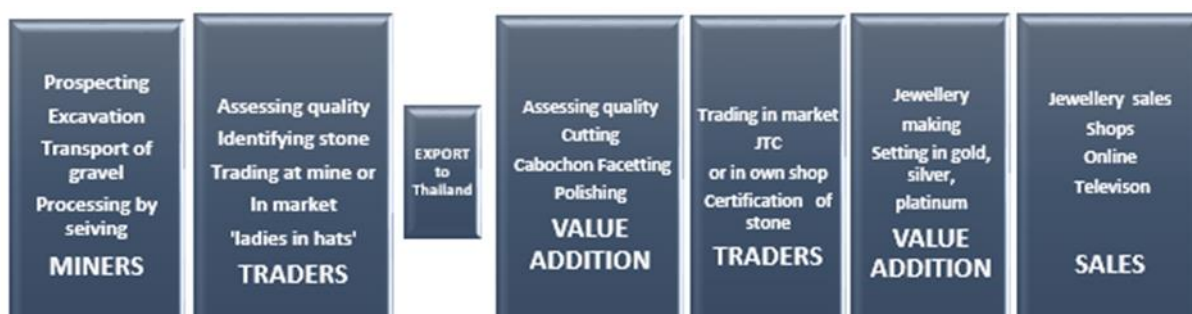 Prospecting
Excavation
Transport of
gravel
Processing by
seiving
MINERS
Assessing quality
Identifying stone
Trading at mine or
In market
'ladies in hats'
TRADERS
EXPORT
to
Thailand
Assessing quality
Cutting
Cabochon Facetting
Polishing
VALUE
ADDITION
Trading in market
JTC
or in own shop
Certification of
stone
TRADERS
Jewellery
making
Setting in gold,
silver,
platinum
VALUE
ADDITION
Jewellery sales
Shops
Online
Televison
SALES